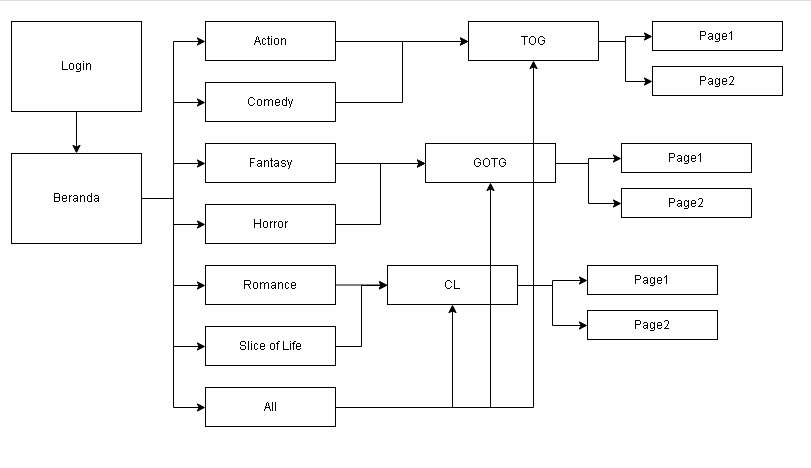 Login
Beranda
Action
Comedy
Fantasy
Horror
Romance
Slice of Life
All
TOG
Page1
Page2
GOTG
Page1
Page2
CL
Page1
Page2